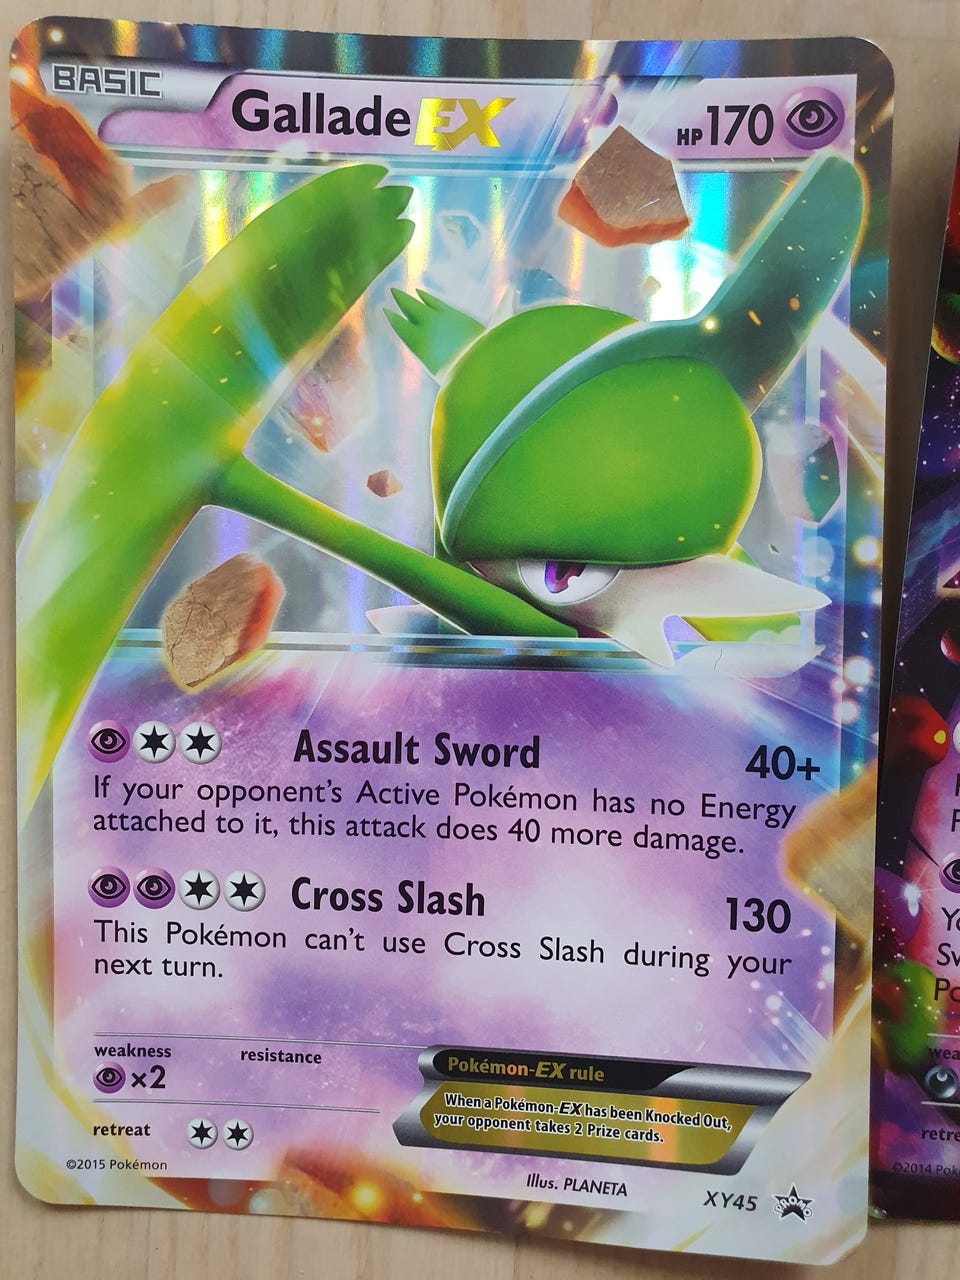 BASIC
Gallade EX
HP 170
Assault Sword 40+
If your opponent's Active Pokémon has no Energy
attached to it, this attack does 40 more damage.
Cross Slash 130
This Pokémon can't use Cross Slash during your
next turn.
weakness resistance
×2
retreat
Pokémon-EX rule
When a Pokémon-EX has been Knocked Out,
your opponent takes 2 Prize cards.
©2015 Pokémon
Illus. PLANETA
XY45
PROMO
©2014